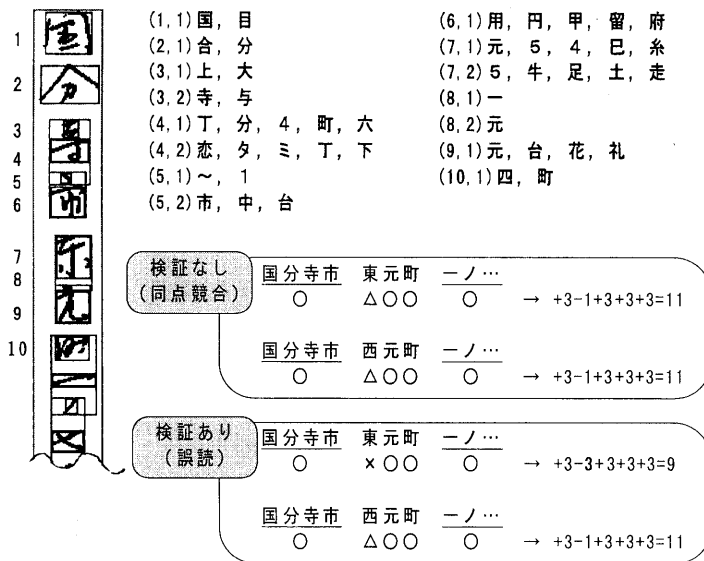 1
2
3
4
5
6
7
8
9
10
(1,1)国, 目
(2,1)合, 分
(3,1)上, 大
(3,2)寺, 与
(4,1)丁, 分, 4, 町, 六
(4,2)恋, タ, ミ, 丁, 下
(5,1)〜, 1
(5,2)市, 中, 台
(6,1)用, 円, 甲, 留, 府
(7,1)元, 5, 4, 巳, 糸
(7,2)5, 牛, 足, 土, 走
(8,1)一
(8,2)元
(9,1)元, 台, 花, 礼
(10,1)四, 町
検証なし
(同点競合)
国分寺市 東元町 一ノ…
○ △○○ ○ → +3-1+3+3+3=11
国分寺市 西元町 一ノ…
○ △○○ ○ → +3-1+3+3+3=11
検証あり
(誤読)
国分寺市 東元町 一ノ…
○ ×○○ ○ → +3-3+3+3+3=9
国分寺市 西元町 一ノ…
○ △○○ ○ → +3-1+3+3+3=11